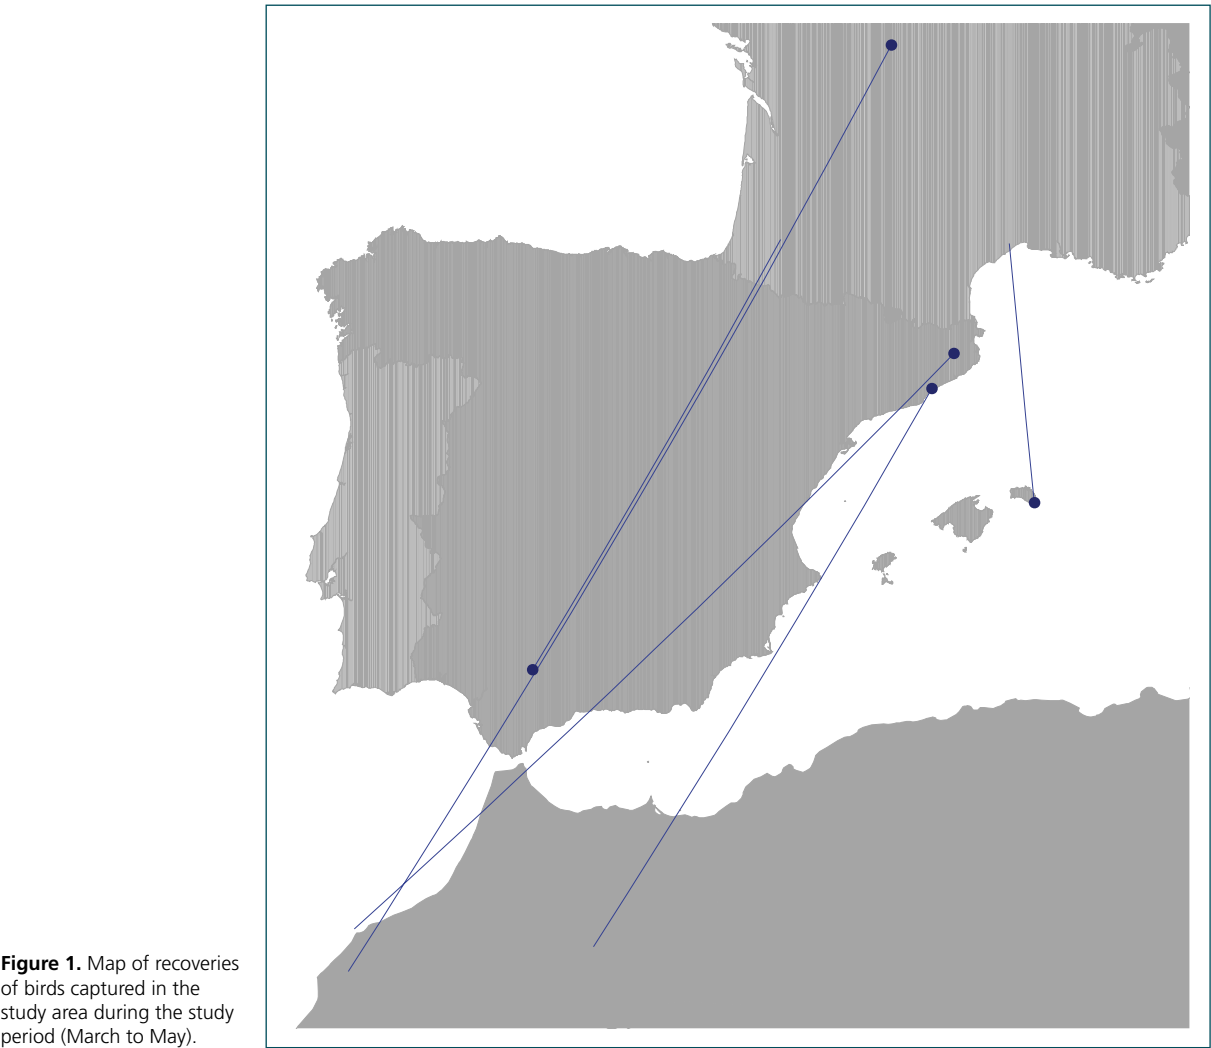 Figure 1. Map of recoveries
of birds captured in the
study area during the study
period (March to May).